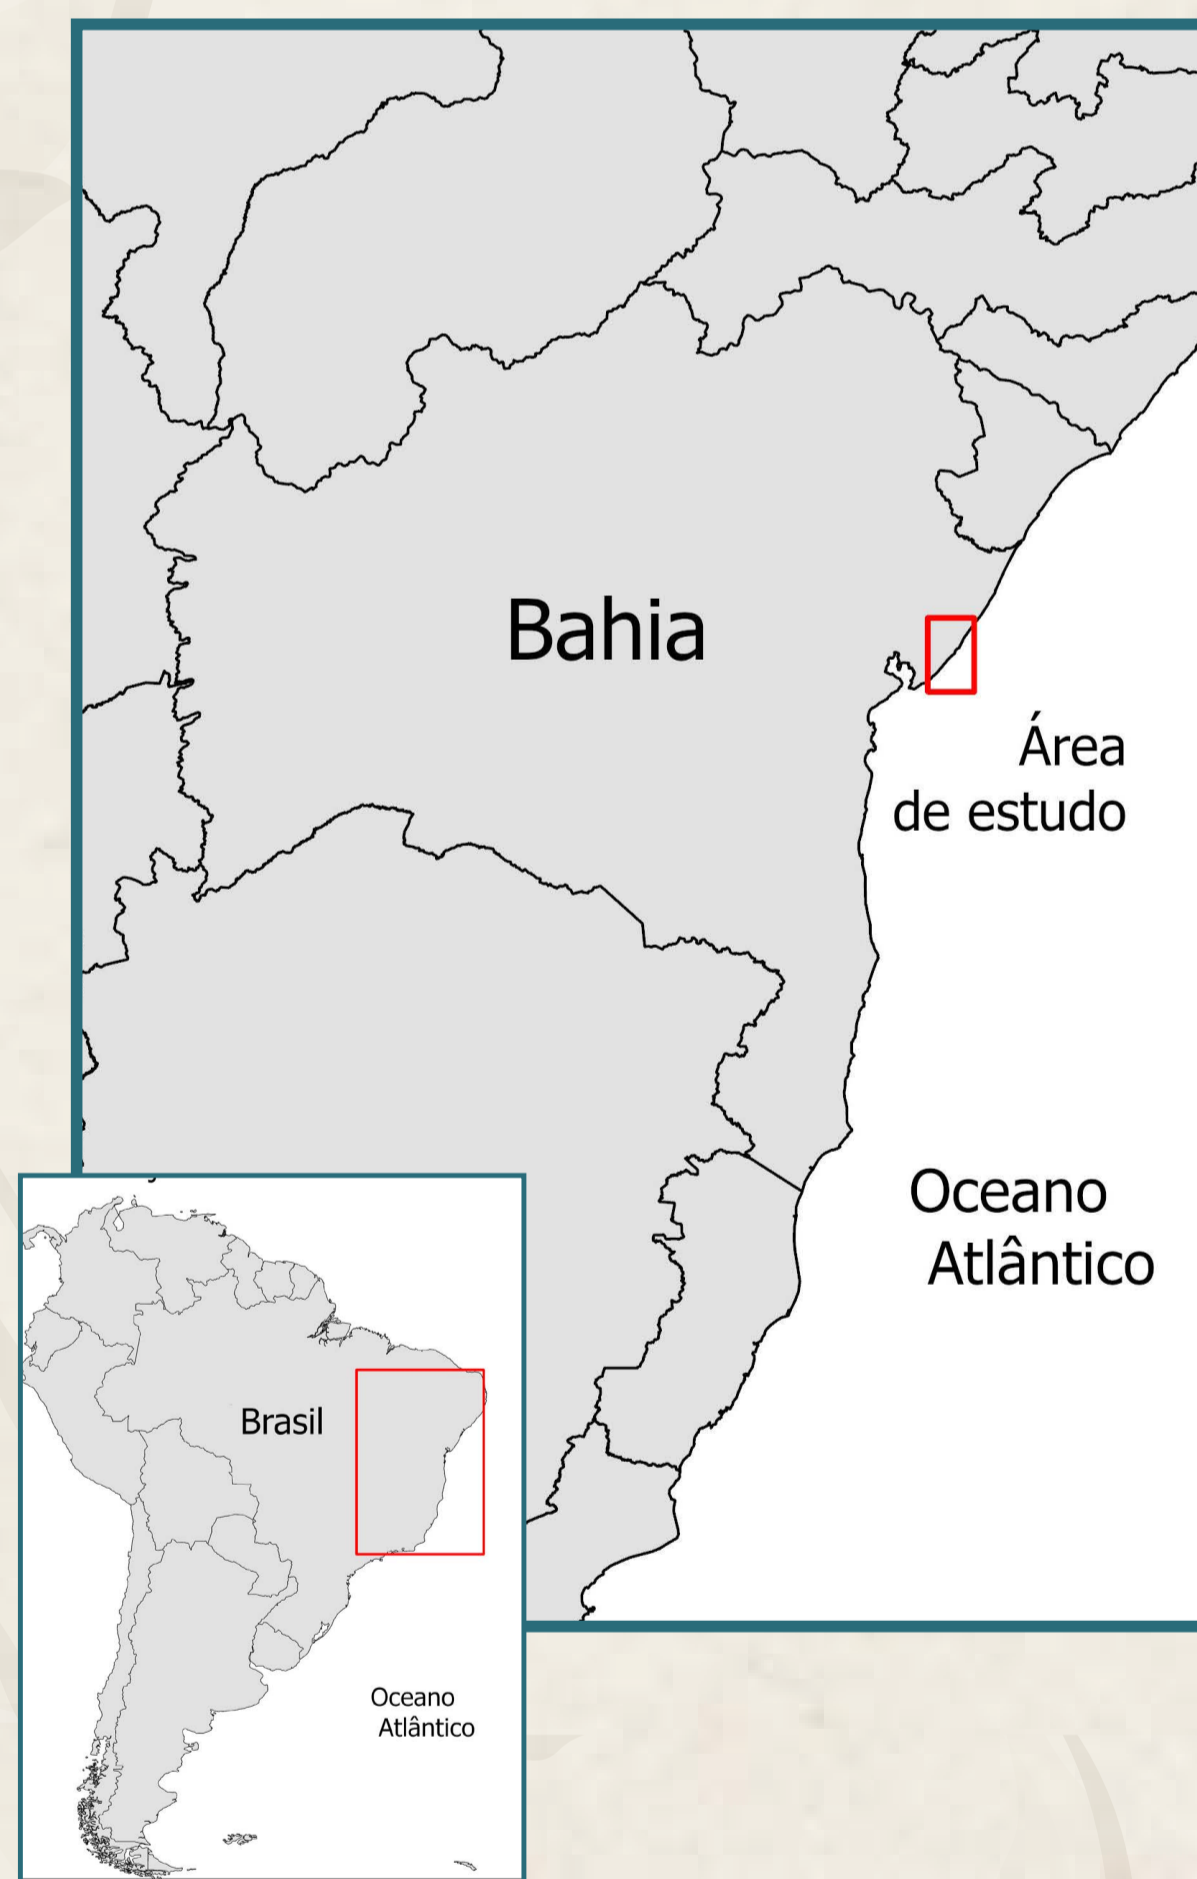 Bahia
Área
de estudo
Oceano
Atlântico
Brasil
Oceano
Atlântico